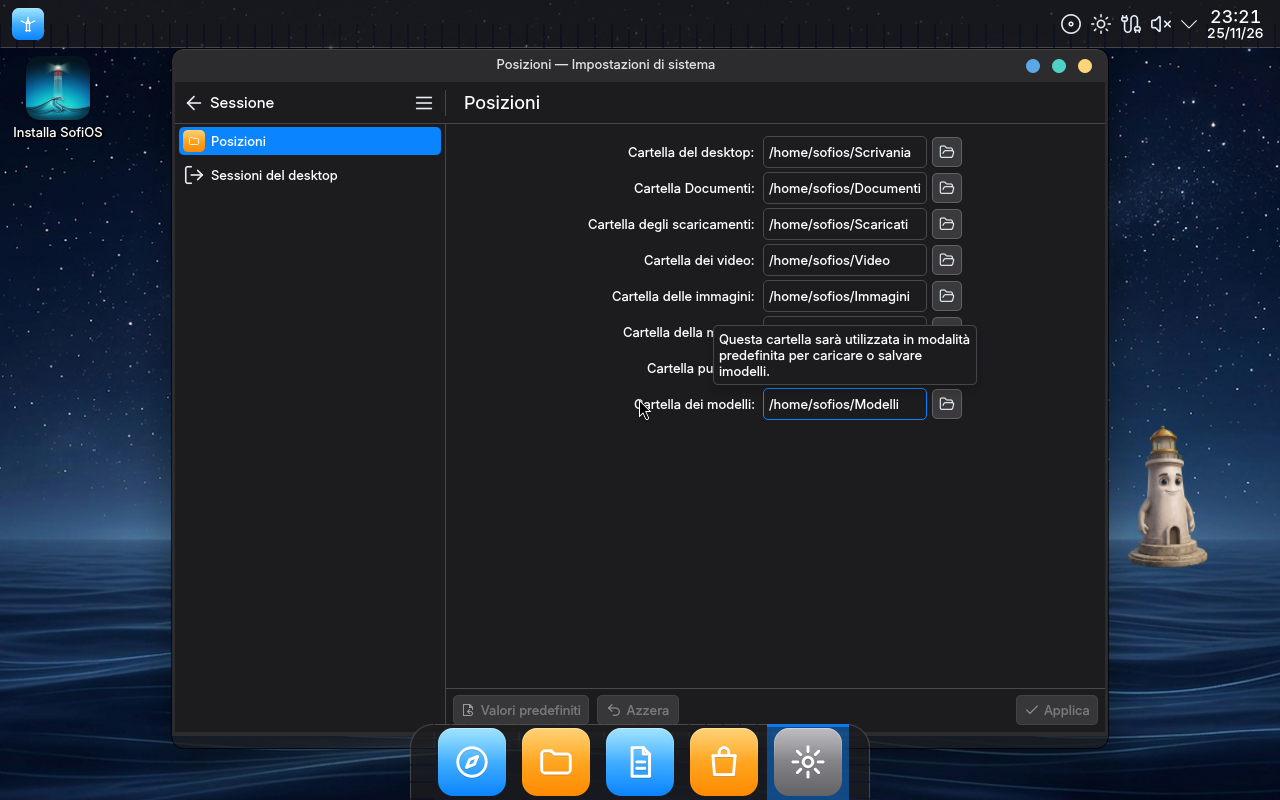 23:21
25/11/26
Installa SofiOS
Posizioni — Impostazioni di sistema
Sessione
Posizioni
Posizioni
Sessioni del desktop
Cartella del desktop: /home/sofios/Scrivania
Cartella Documenti: /home/sofios/Documenti
Cartella degli scaricamenti: /home/sofios/Scaricati
Cartella dei video: /home/sofios/Video
Cartella delle immagini: /home/sofios/Immagini
Cartella della
Cartella
Questa cartella sarà utilizzata in modalità
predefinita per caricare o salvare
imodelli.
Cartella dei modelli: /home/sofios/Modelli
Valori predefiniti
Azzera
Applica